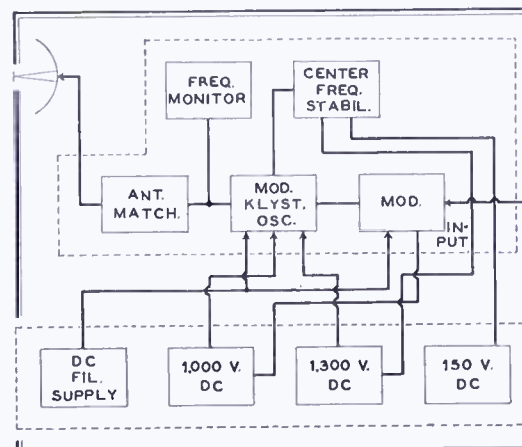 FREQ.
MONITOR
CENTER
FREQ.
STABIL.
ANT.
MATCH.
MOD.
KLYST.
OSC.
MOD.
IN-
PUT
DC
FIL.
SUPPLY
1,000 V.
DC
1,300 V.
DC
150 V.
DC